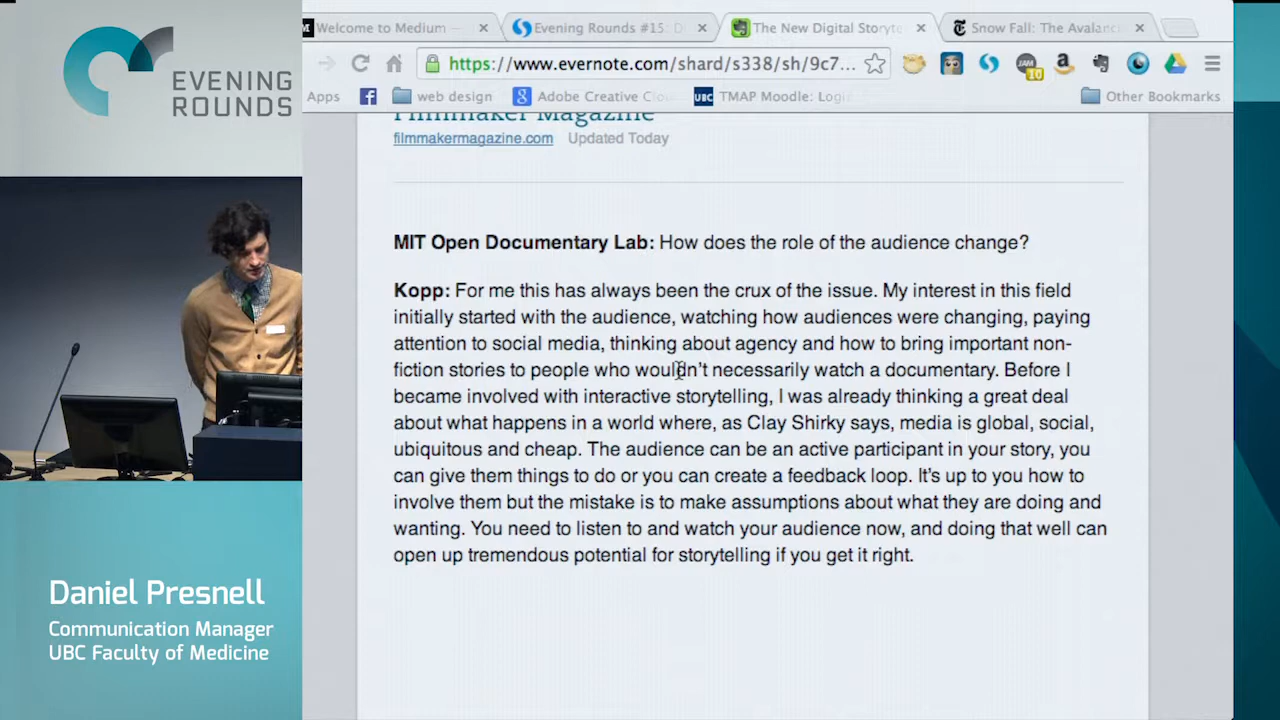 EVENING
ROUNDS
Welcome to Medium —
Evening Rounds #15: D
The New Digital Storyte
Snow Fall: The Avalanc
https://www.evernote.com/shard/s338/sh/9c7...
10
Apps
web design
Adobe Creative Clou
UBC
TMAP Moodle: Logi
Other Bookmarks
Filmmaker Magazine
filmmakermagazine.com Updated Today
MIT Open Documentary Lab: How does the role of the audience change?
Kopp: For me this has always been the crux of the issue. My interest in this field
initially started with the audience, watching how audiences were changing, paying
attention to social media, thinking about agency and how to bring important non-
fiction stories to people who wouldn't necessarily watch a documentary. Before I
became involved with interactive storytelling, I was already thinking a great deal
about what happens in a world where, as Clay Shirky says, media is global, social,
ubiquitous and cheap. The audience can be an active participant in your story, you
can give them things to do or you can create a feedback loop. It's up to you how to
involve them but the mistake is to make assumptions about what they are doing and
wanting. You need to listen to and watch your audience now, and doing that well can
open up tremendous potential for storytelling if you get it right.
Daniel Presnell
Communication Manager
UBC Faculty of Medicine